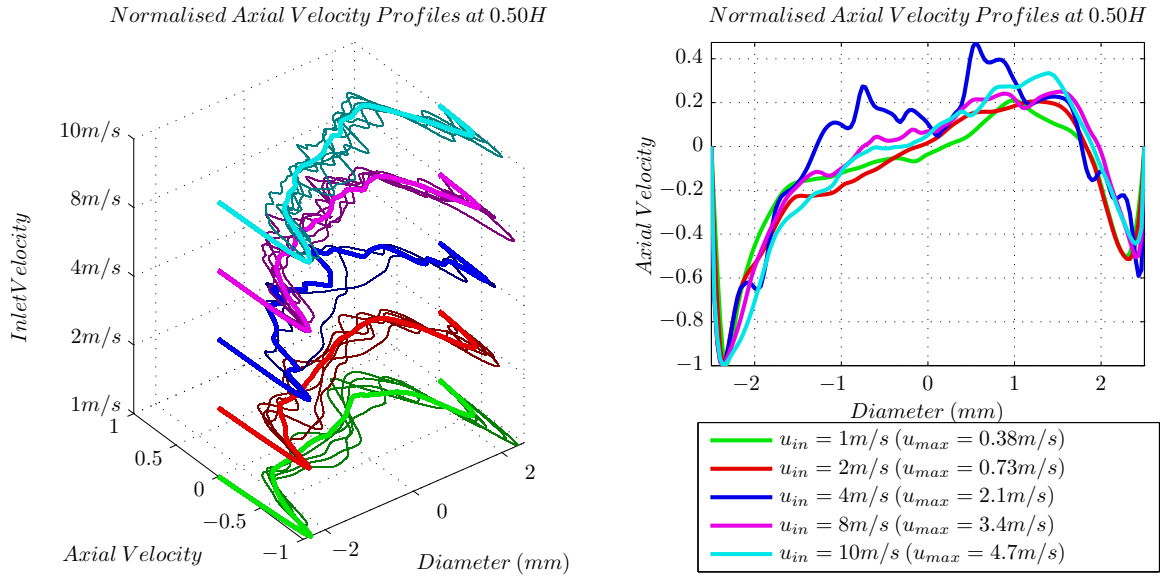 Normalised Axial Velocity Profiles at 0.50H
10m/s
8m/s
4m/s
2m/s
1m/s
InletVelocity
1
0.5
0
−0.5
−1
Axial Velocity
−2
0
2
Diameter (mm)
Normalised Axial Velocity Profiles at 0.50H
0.4
0.2
0
−0.2
−0.4
−0.6
−0.8
−1
Axial Velocity
−2
−1
0
1
2
Diameter (mm)
u_in = 1m/s (u_max = 0.38m/s)
u_in = 2m/s (u_max = 0.73m/s)
u_in = 4m/s (u_max = 2.1m/s)
u_in = 8m/s (u_max = 3.4m/s)
u_in = 10m/s (u_max = 4.7m/s)